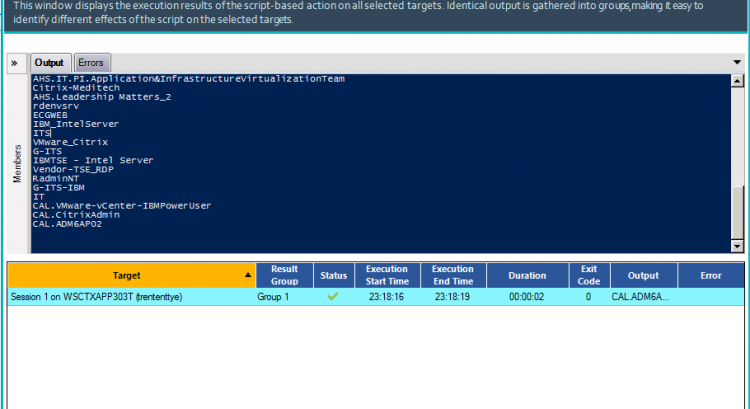 This window displays the execution results of the script-based action on all selected targets. Identical output is gathered into groups,making it easy to
identify different effects of the script on the selected targets.
» Output Errors
Members
AHS.IT.PI.Application&InfrastructureVirtualizationTeam
Citrix-Meditech
AHS.Leadership Matters_2
rdenvsrv
ECGWEB
IBM_IntelServer
ITS
VMware_Citrix
G-ITS
IBMTSE - Intel Server
Vendor-TSE_RDP
RadminNT
G-ITS-IBM
IT
CAL.VMware-vCenter-IBMPowerUser
CAL.CitrixAdmin
CAL.ADM6AP02
Target Result Group Status Execution Start Time Execution End Time Duration Exit Code Output Error
Session 1 on WSCTXAPP303T (trententtye) Group 1 23:18:16 23:18:19 00:00:02 0 CAL.ADM6A...